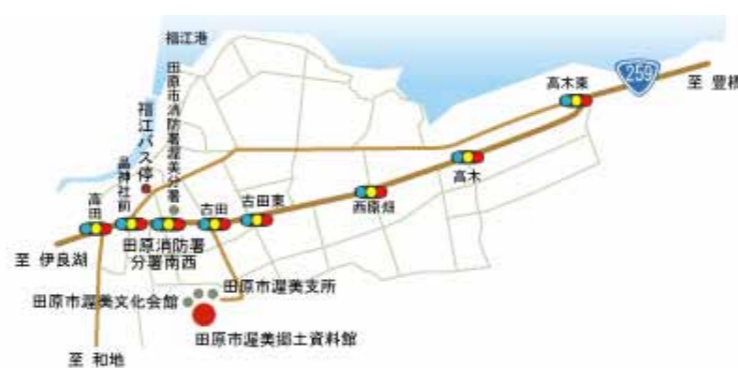 福江港
259
至 豊橋
高木東
田原市消防署渥美分署
福江バス停
畠神社前
高田
古田
古田東
西原畑
高木
田原消防署
分署南西
至 伊良湖
田原市渥美支所
田原市渥美文化会館
田原市渥美郷土資料館
至 和地